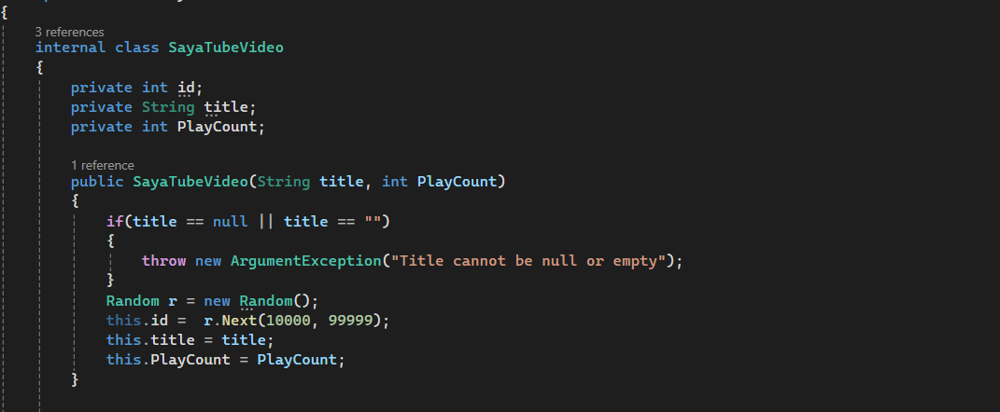 {
3 references
internal class SayaTubeVideo
{
private int id;
private String title;
private int PlayCount;
1 reference
public SayaTubeVideo(String title, int PlayCount)
{
if(title == null || title == "")
{
throw new ArgumentException("Title cannot be null or empty");
}
Random r = new Random();
this.id =  r.Next(10000, 99999);
this.title = title;
this.PlayCount = PlayCount;
}